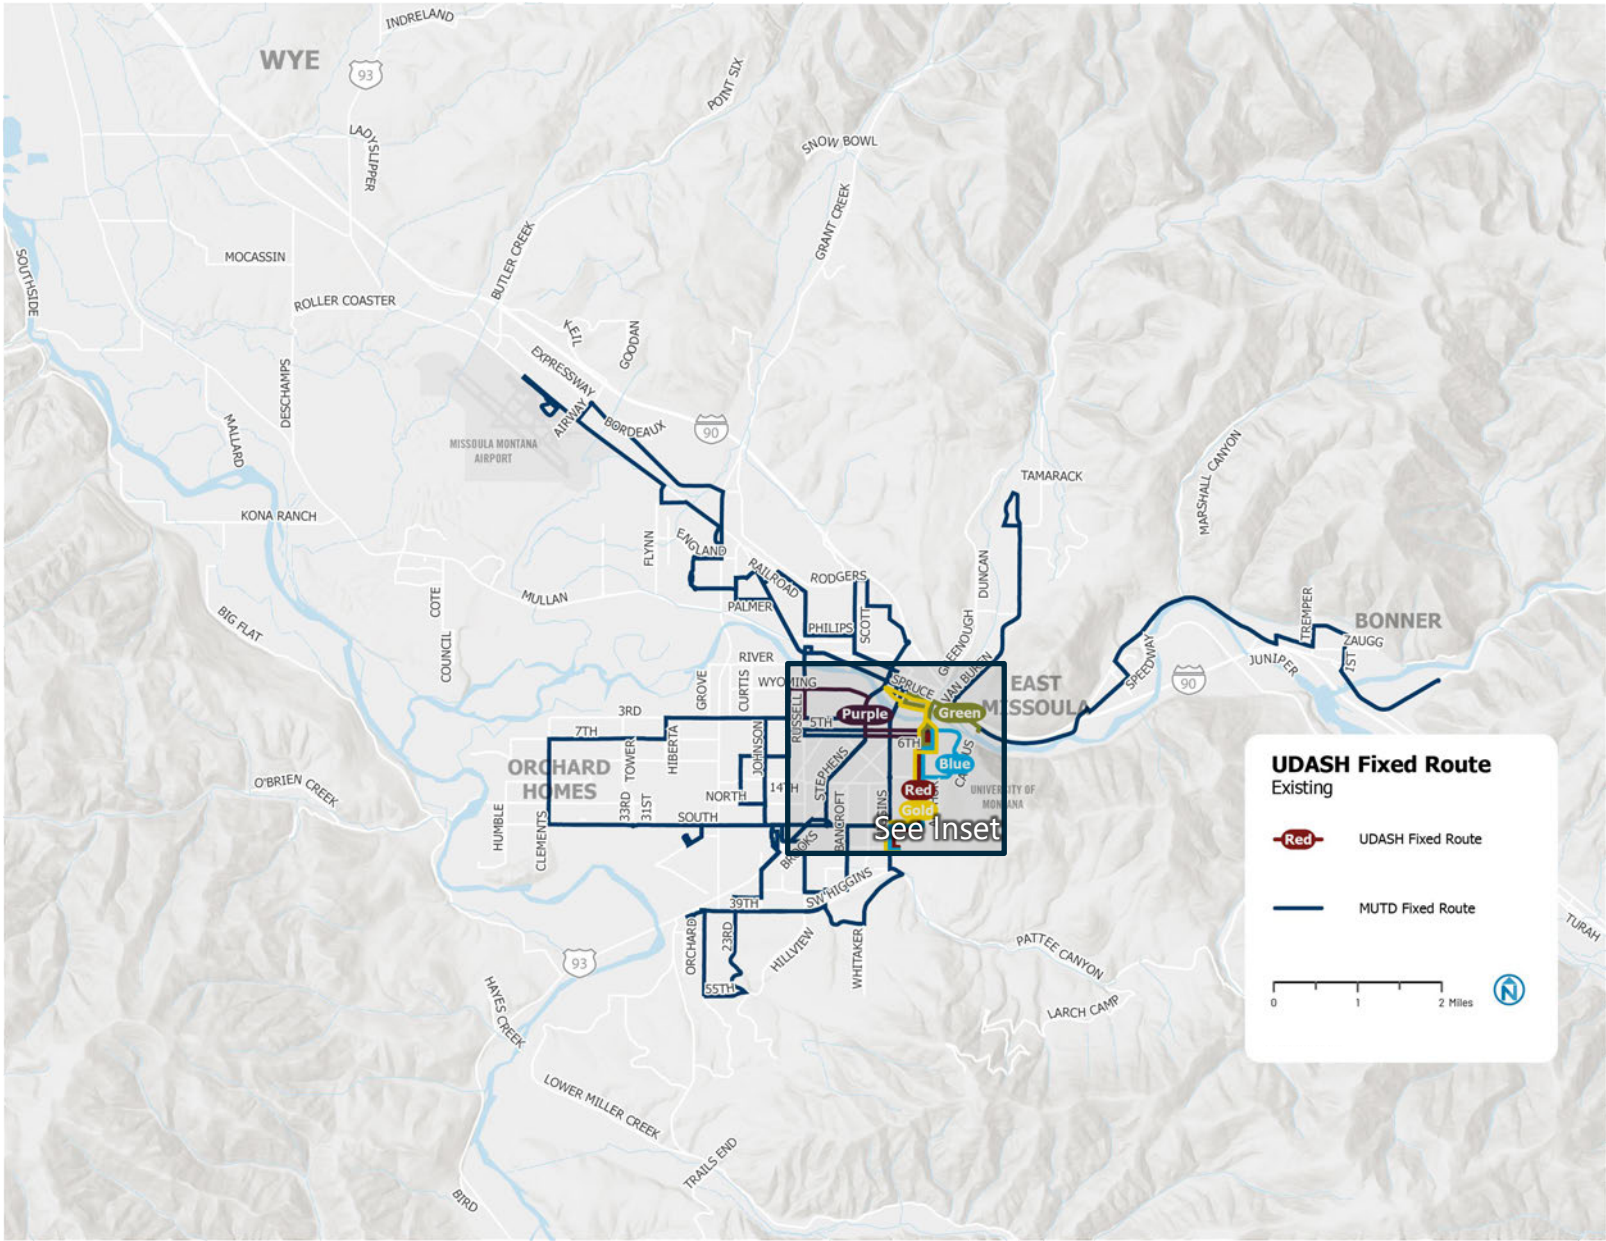 INDRELAND
WYE
93
POINT SIX
LADYSLIPPER
SNOW BOWL
GRANT CREEK
SOUTHSIDE
MOCASSIN
BUTLER CREEK
ROLLER COASTER
KEIL
GOODAN
EXPRESSWAY
DESCHAMPS
AIRWAY
BORDEAUX
90
MALLARD
MISSOULA MONTANA
AIRPORT
MARSHALL CANYON
TAMARACK
KONA RANCH
FLYNN
ENGLAND
RAILROAD
RODGERS
DUNCAN
COTE
MULLAN
PALMER
SCOTT
PHILIPS
GREENOUGH
TREMPER
BONNER
BIG FLAT
COUNCIL
ZAUGG
1ST
JUNIPER
SPEEDWAY
90
RIVER
GROVE
CURTIS
WYOMING
SPRUCE
VAN BUREN
EAST
MISSOULA
3RD
RUSSELL
Purple
Green
5TH
7TH
TOWER
HIBERTA
JOHNSON
6TH
Blue
ORCHARD
HOMES
O'BRIEN CREEK
STEPHENS
14TH
NORTH
Red
UNIVERSITY OF
MONTANA
Gold
33RD
31ST
SOUTH
HUMBLE
CLEMENTS
BANCROFT
See Inset
BROOKS
SW HIGGINS
39TH
ORCHARD
23RD
HILLVIEW
WHITAKER
PATTEE CANYON
93
55TH
HAYES CREEK
LARCH CAMP
TURAH
LOWER MILLER CREEK
TRAILS END
BIRD
UDASH Fixed Route
Existing
Red
UDASH Fixed Route
MUTD Fixed Route
0
1
2 Miles
N